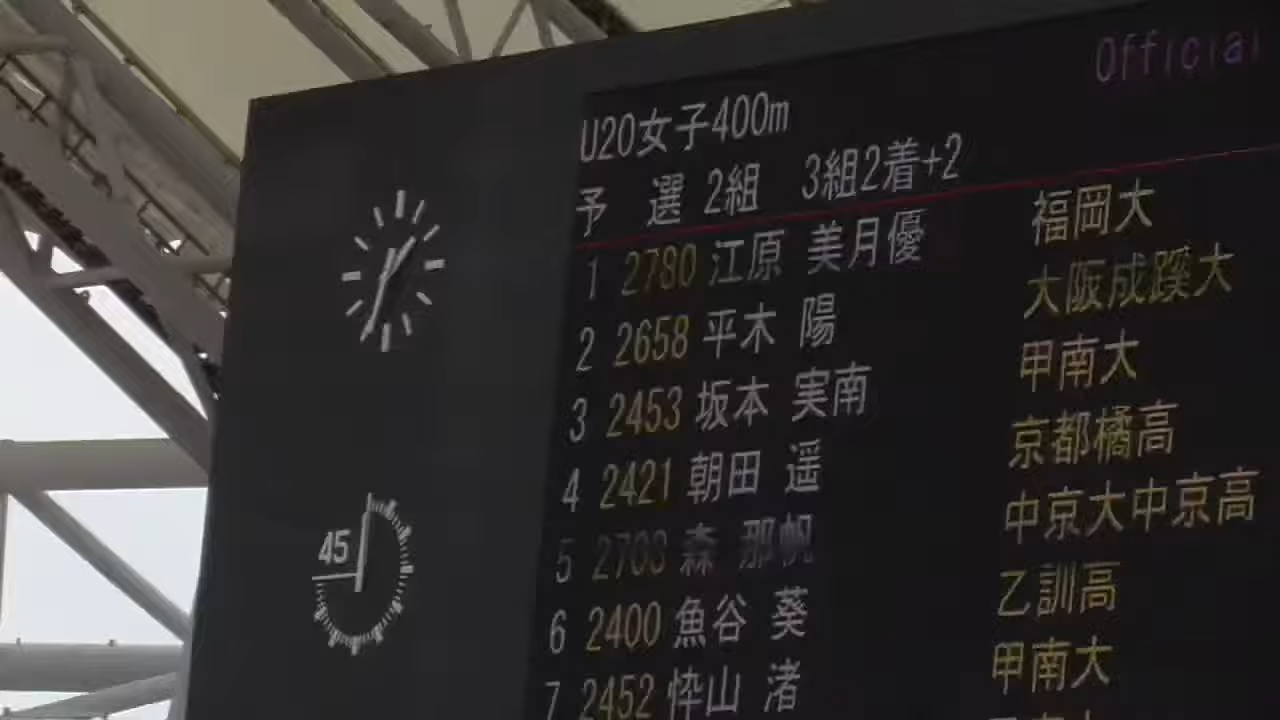 Official
U20女子400m
予 選 2組 3組2着+2
1 2780 江原 美月優 福岡大
2 2658 平木 陽 大阪成蹊大
3 2453 坂本 実南 甲南大
4 2421 朝田 遥 京都橘高
5 2703 森 那帆 中京大中京高
6 2400 魚谷 葵 乙訓高
7 2452 山 渚 甲南大
45